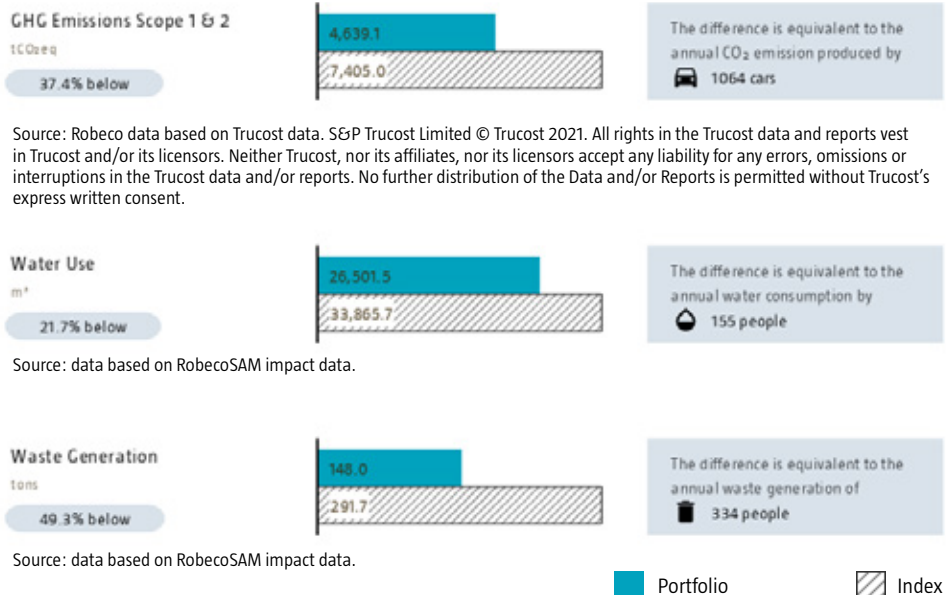 GHG Emissions Scope 1 & 2
tCO₂eq
37.4% below
4,639.1
7,405.0
The difference is equivalent to the
annual CO₂ emission produced by
1064 cars
Source: Robeco data based on Trucost data. S&P Trucost Limited © Trucost 2021. All rights in the Trucost data and reports vest
in Trucost and/or its licensors. Neither Trucost, nor its affiliates, nor its licensors accept any liability for any errors, omissions or
interruptions in the Trucost data and/or reports. No further distribution of the Data and/or Reports is permitted without Trucost’s
express written consent.
Water Use
m³
21.7% below
26,501.5
33,865.7
The difference is equivalent to the
annual water consumption by
155 people
Source: data based on RobecoSAM impact data.
Waste Generation
tons
49.3% below
148.0
291.7
The difference is equivalent to the
annual waste generation of
334 people
Source: data based on RobecoSAM impact data.
Portfolio
Index